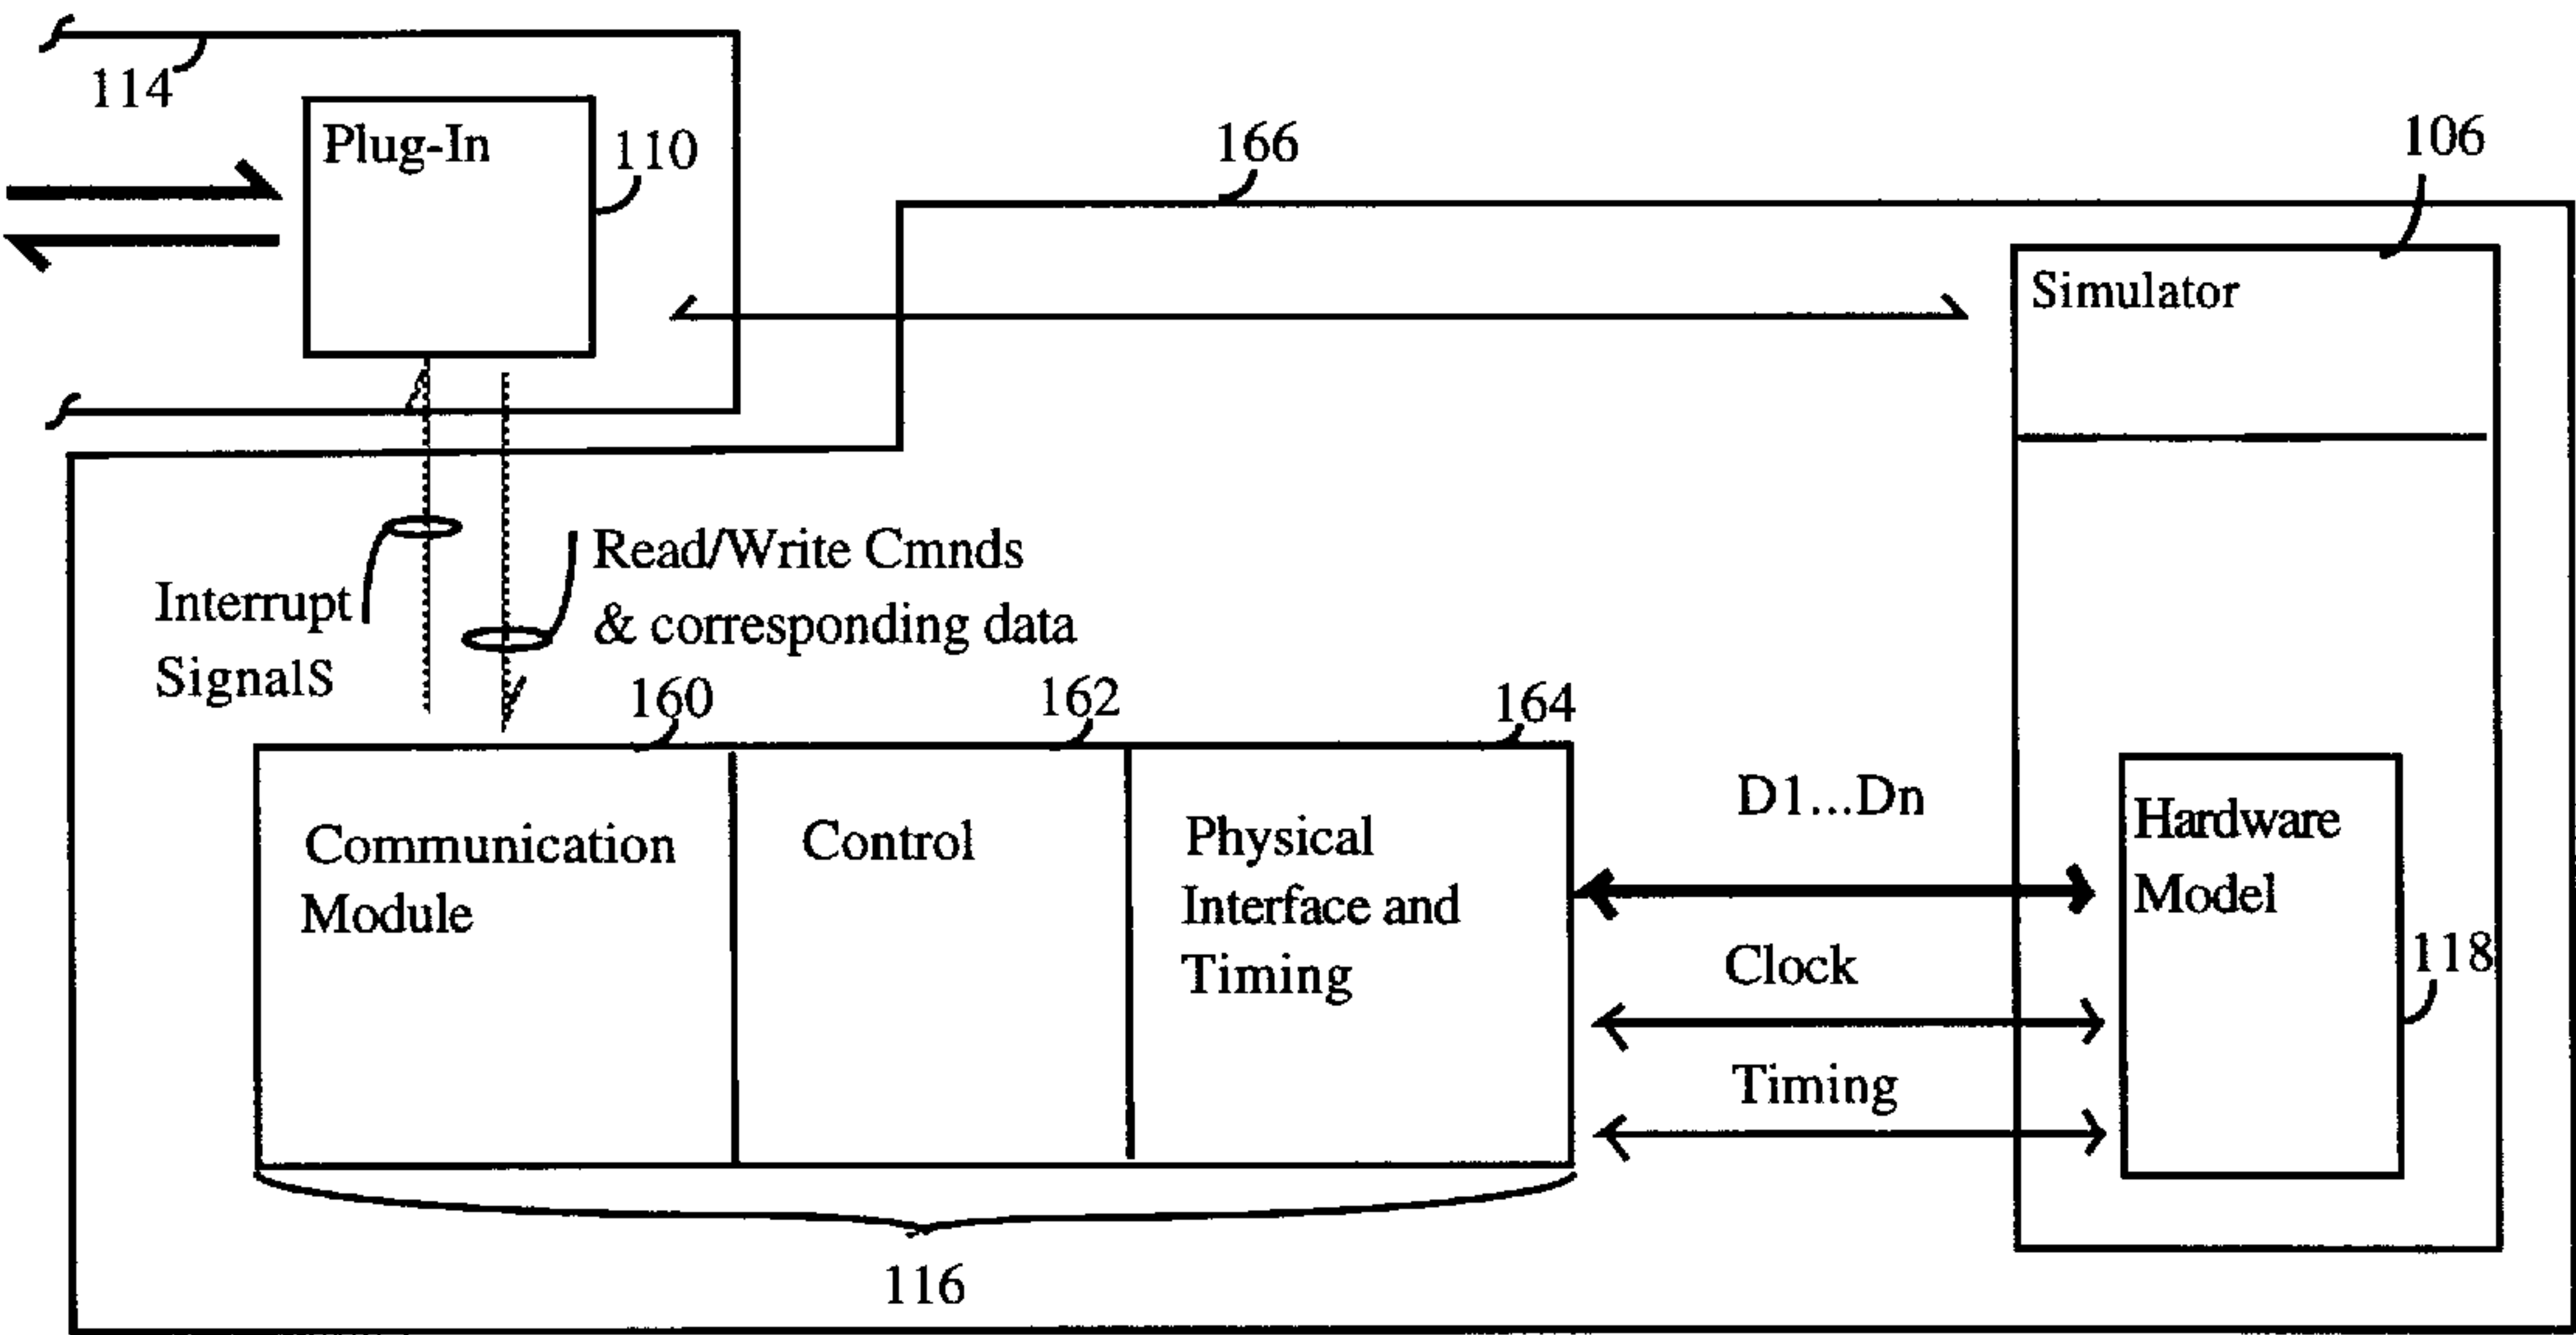 114
Plug-In
110
166
106
Simulator
Read/Write Cmnds
& corresponding data
Interrupt
SignalS
160
162
164
Communication
Module
Control
Physical
Interface and
Timing
D1...Dn
Clock
Timing
Hardware
Model
118
116